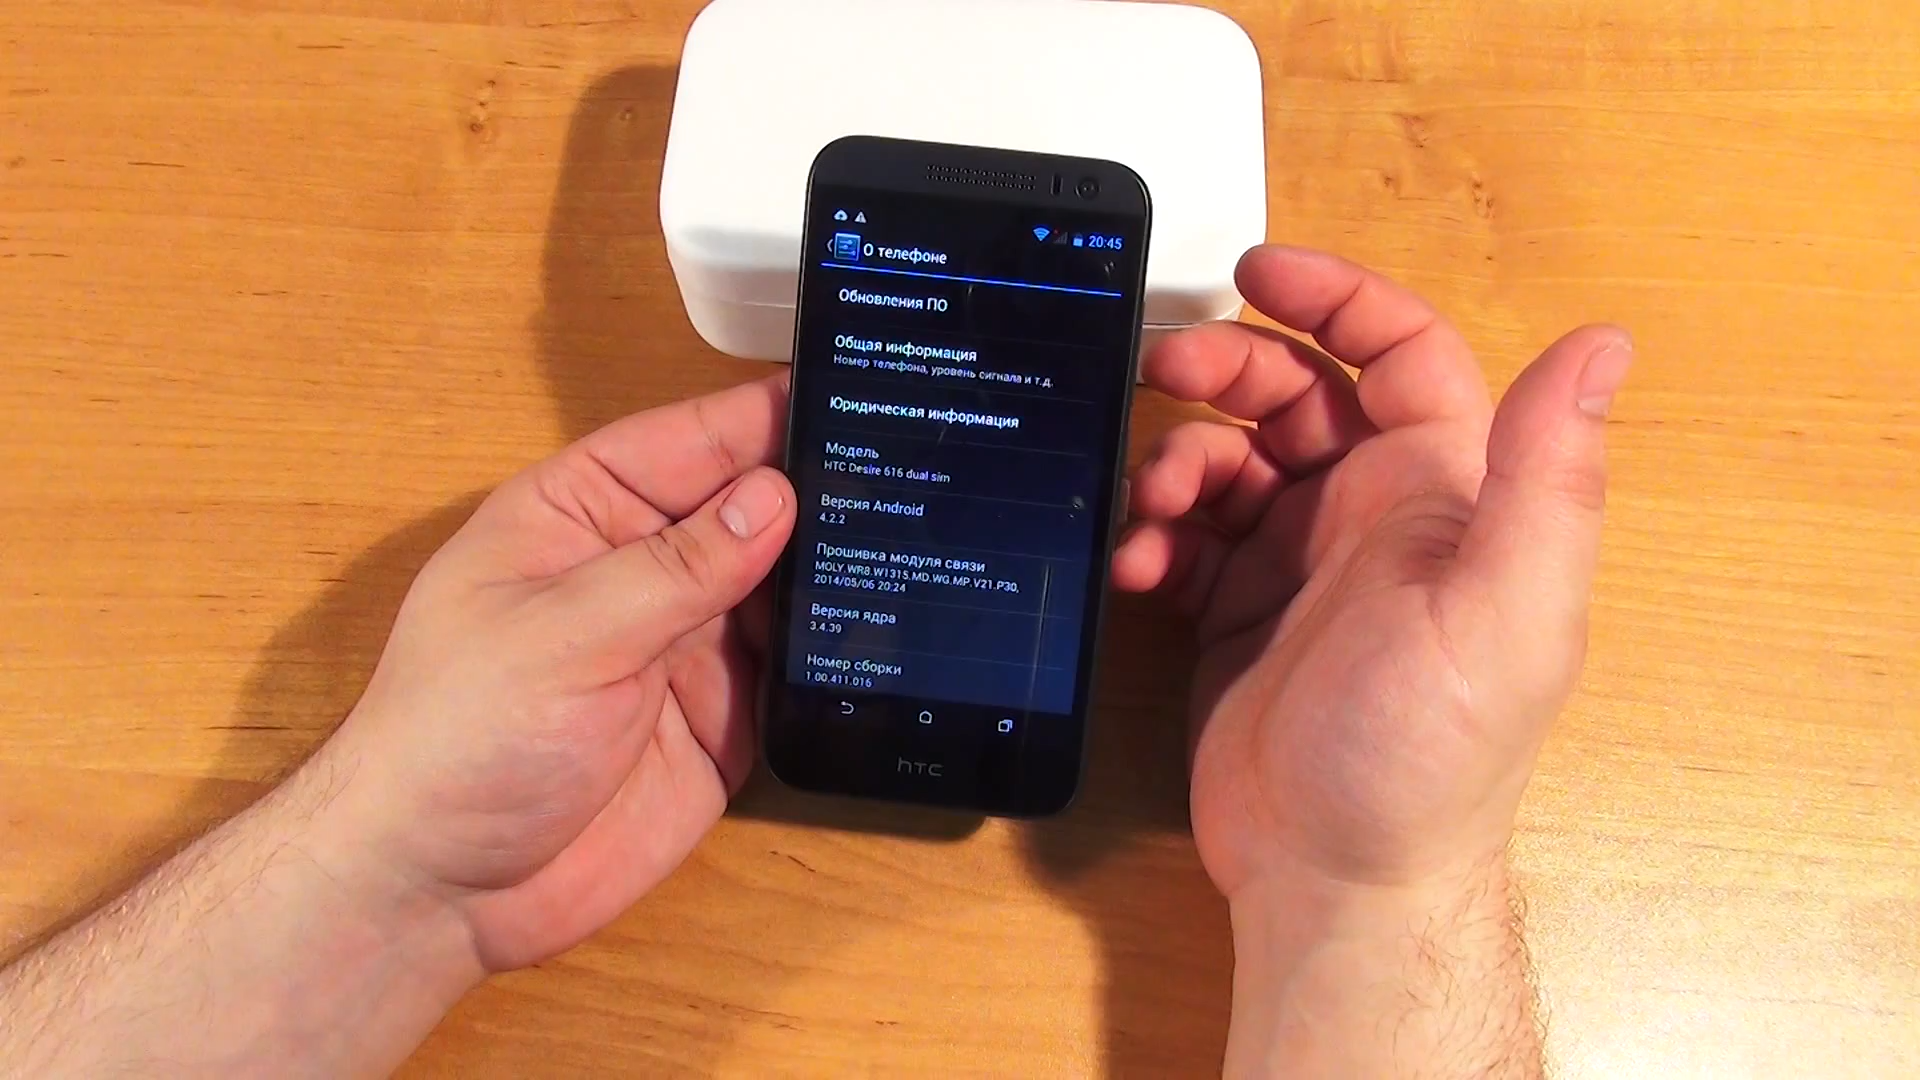 20:45
О телефоне
Обновления ПО
Общая информация
Номер телефона, уровень сигнала и т.д.
Юридическая информация
Модель
HTC Desire 616 dual sim
Версия Android
4.2.2
Прошивка модуля связи
MOLY.WR8.W1315.MD.WG.MP.V21.P30,
2014/05/06 20:24
Версия ядра
3.4.39
Номер сборки
1.00.411.016
hTC